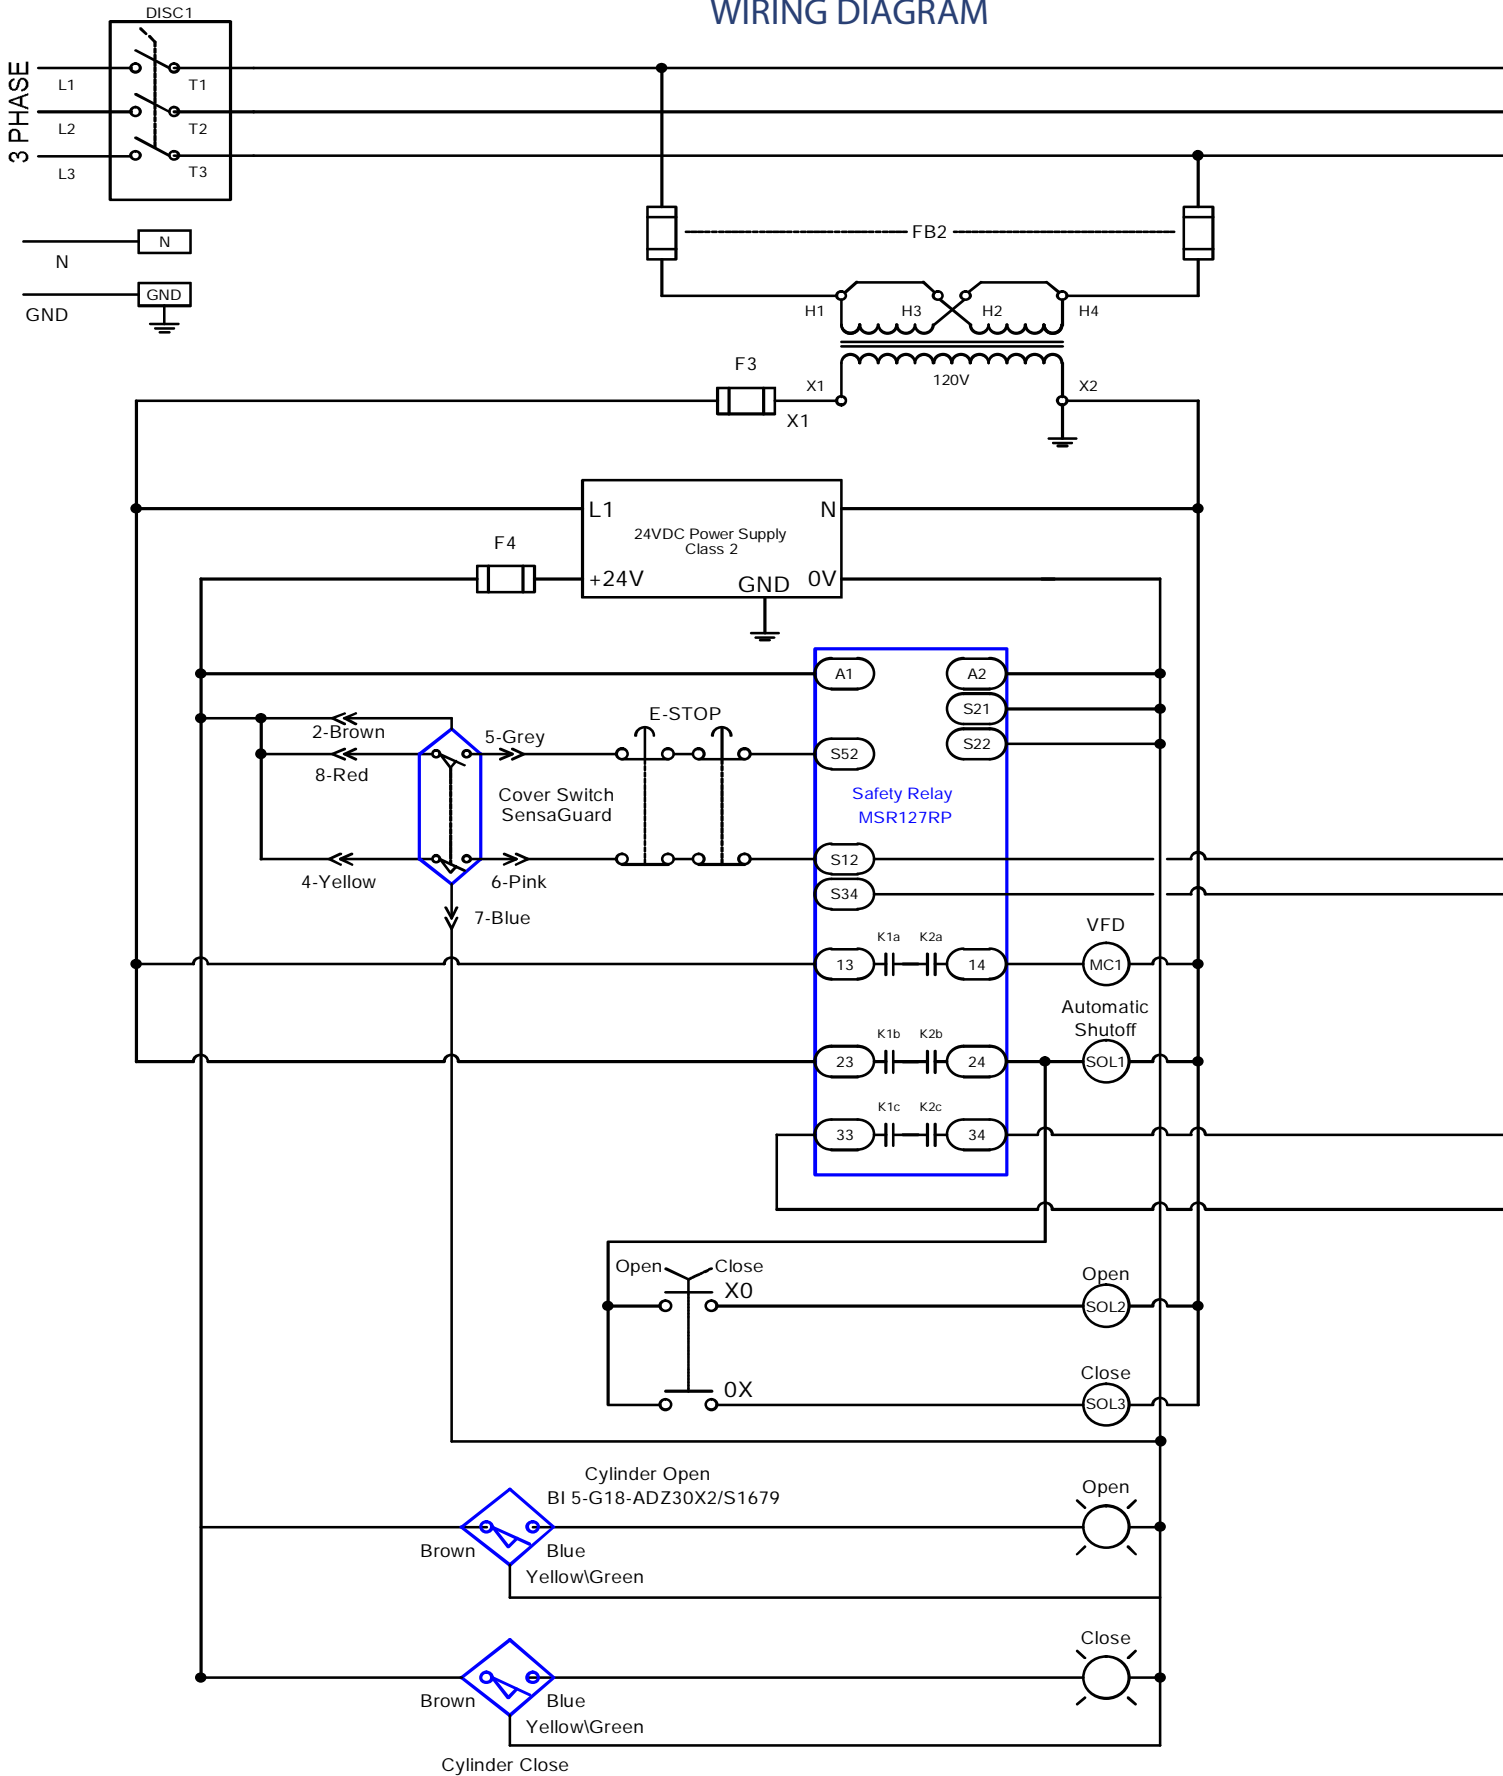 WIRING DIAGRAM
DISC1
3 PHASE
L1
T1
L2
T2
L3
T3
N
N
GND
GND
FB2
H1
H3
H2
H4
F3
X1
120V
X2
X1
L1
N
24VDC Power Supply
Class 2
F4
+24V
GND
0V
A1
A2
S21
S22
2-Brown
5-Grey
E-STOP
S52
8-Red
Cover Switch
SensaGuard
Safety Relay
MSR127RP
S12
4-Yellow
6-Pink
S34
7-Blue
VFD
K1a
K2a
13
14
MC1
Automatic
Shutoff
K1b
K2b
23
24
SOL1
K1c
K2c
33
34
Open
Close
X0
Open
SOL2
Close
0X
SOL3
Cylinder Open
BI 5-G18-ADZ30X2/S1679
Open
Brown
Blue
Yellow\Green
Close
Brown
Blue
Yellow\Green
Cylinder Close